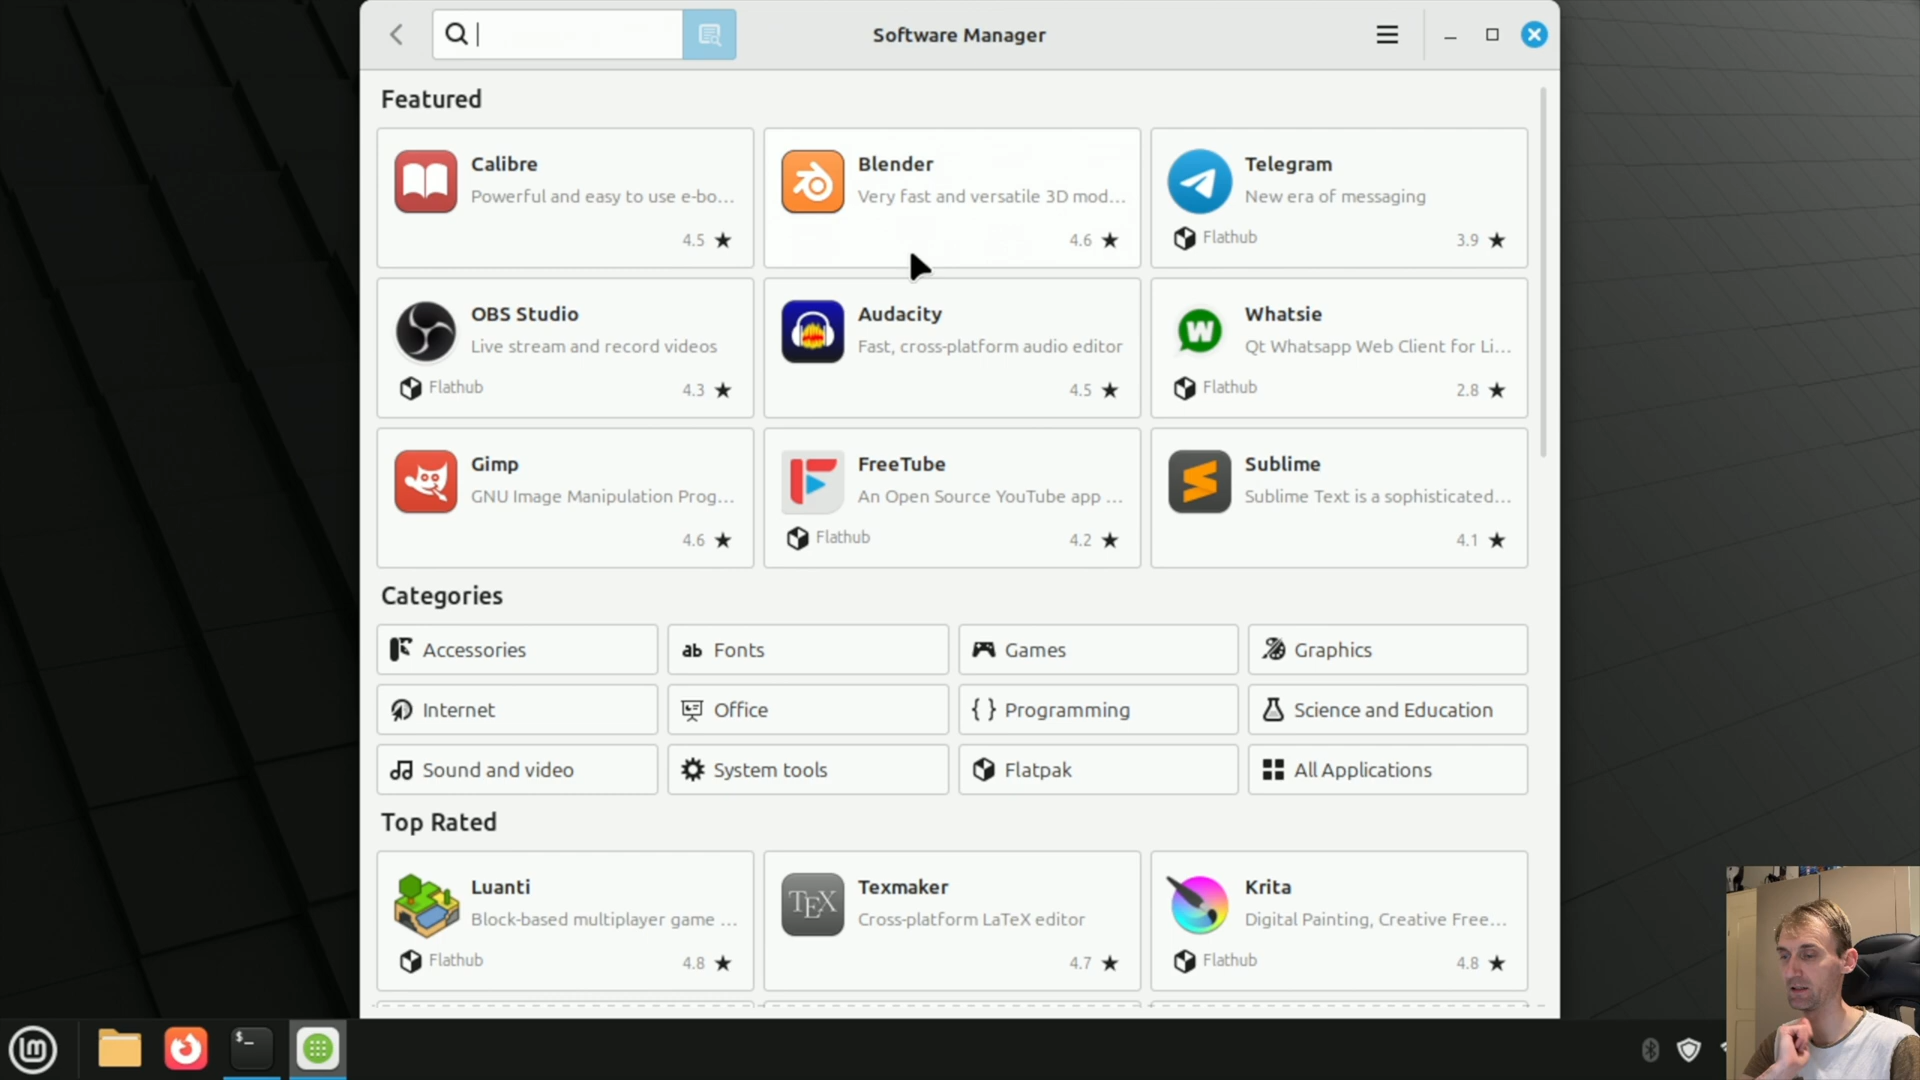 Software Manager
Featured
Calibre
Powerful and easy to use e-bo...
4.5 ★
Blender
Very fast and versatile 3D mod...
4.6 ★
Telegram
New era of messaging
Flathub
3.9 ★
OBS Studio
Live stream and record videos
Flathub
4.3 ★
Audacity
Fast, cross-platform audio editor
4.5 ★
Whatsie
Qt Whatsapp Web Client for Li...
Flathub
2.8 ★
Gimp
GNU Image Manipulation Prog...
4.6 ★
FreeTube
An Open Source YouTube app ...
Flathub
4.2 ★
Sublime
Sublime Text is a sophisticated...
4.1 ★
Categories
Accessories
ab Fonts
Games
Graphics
Internet
Office
{ } Programming
Science and Education
Sound and video
System tools
Flatpak
All Applications
Top Rated
Luanti
Block-based multiplayer game ...
Flathub
4.8 ★
TEX
Texmaker
Cross-platform LaTeX editor
4.7 ★
Krita
Digital Painting, Creative Free...
Flathub
4.8 ★
$_